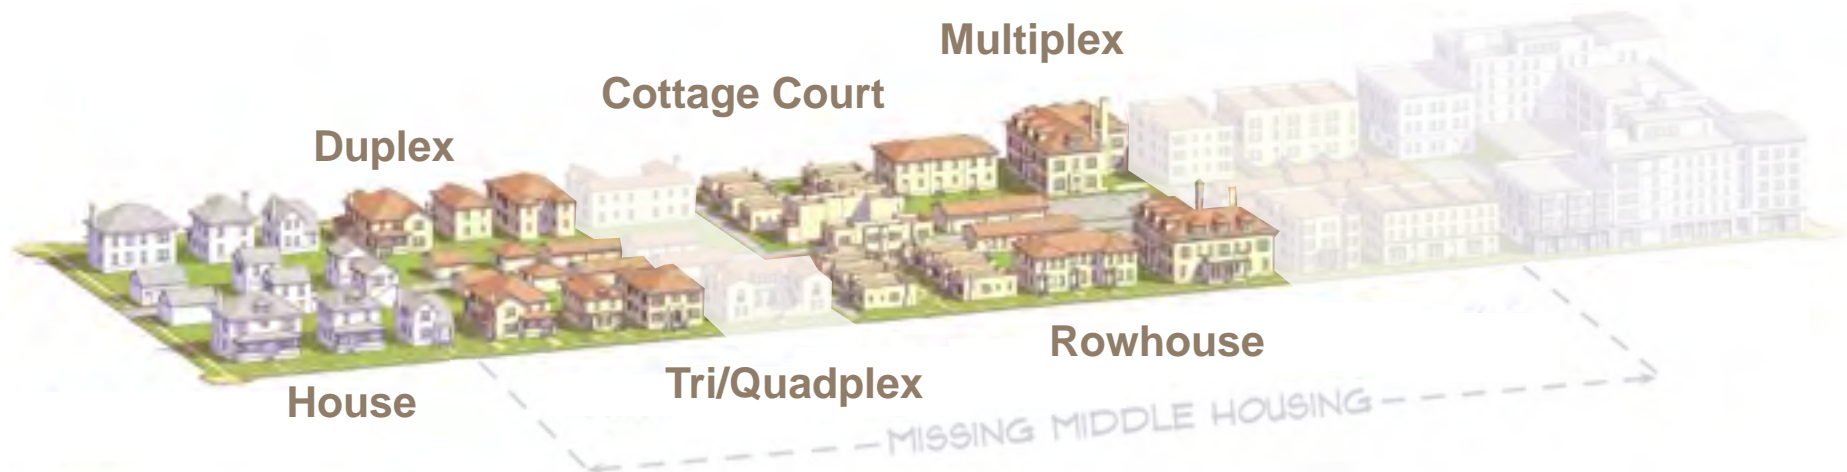 Multiplex
Cottage Court
Duplex
Rowhouse
Tri/Quadplex
House
MISSING MIDDLE HOUSING